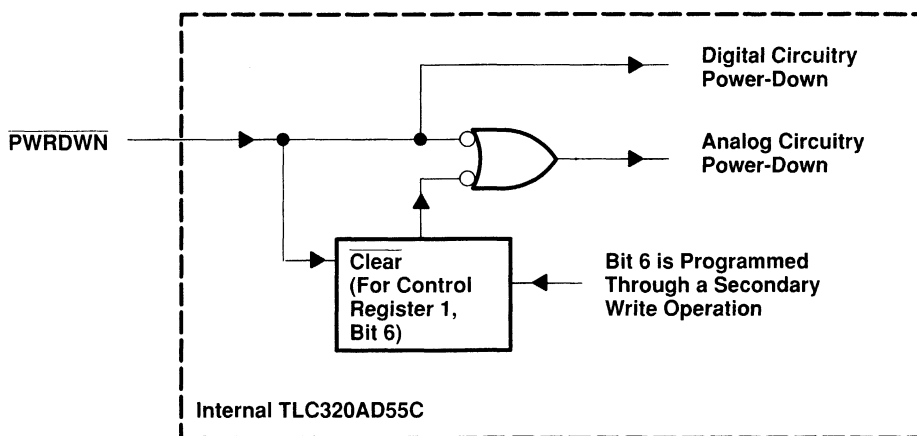 Digital Circuitry
Power-Down
PWRDWN
Analog Circuitry
Power-Down
Clear
(For Control
Register 1,
Bit 6)
Bit 6 is Programmed
Through a Secondary
Write Operation
Internal TLC320AD55C